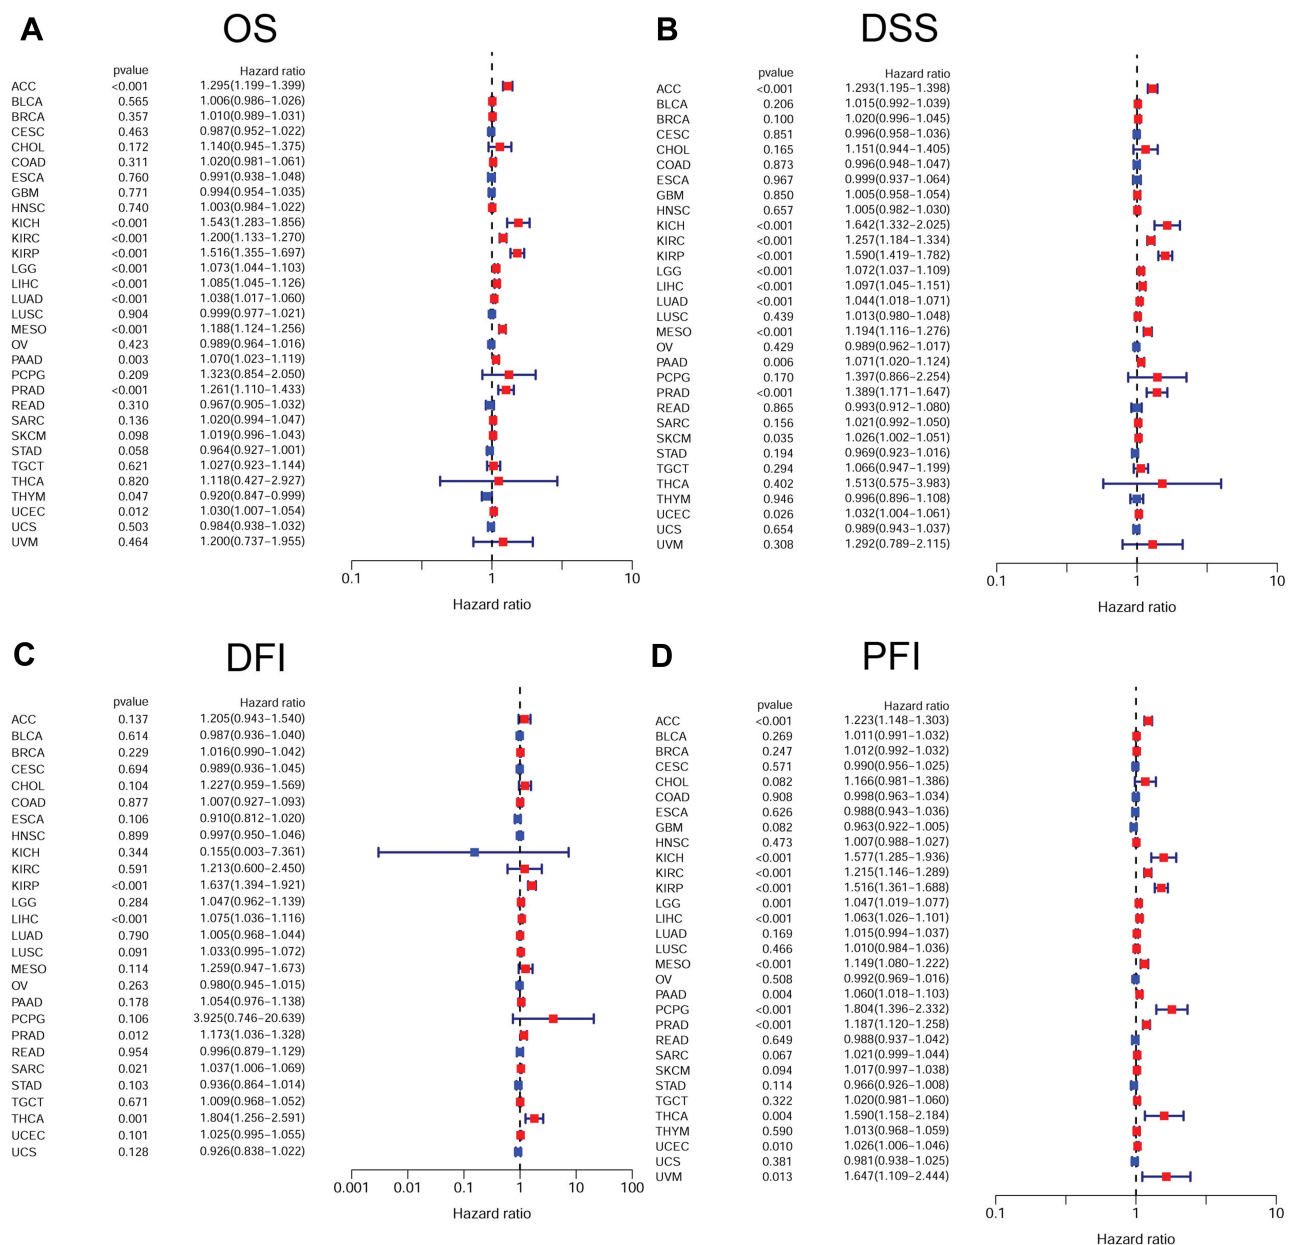 A
OS
pvalue Hazard ratio
ACC <0.001 1.295(1.199−1.399)
BLCA 0.565 1.006(0.986−1.026)
BRCA 0.357 1.010(0.989−1.031)
CESC 0.463 0.987(0.952−1.022)
CHOL 0.172 1.140(0.945−1.375)
COAD 0.311 1.020(0.981−1.061)
ESCA 0.760 0.991(0.938−1.048)
GBM 0.771 0.994(0.954−1.035)
HNSC 0.740 1.003(0.984−1.022)
KICH <0.001 1.543(1.283−1.856)
KIRC <0.001 1.200(1.133−1.270)
KIRP <0.001 1.516(1.355−1.697)
LGG <0.001 1.073(1.044−1.103)
LIHC <0.001 1.085(1.045−1.126)
LUAD <0.001 1.038(1.017−1.060)
LUSC 0.904 0.999(0.977−1.021)
MESO <0.001 1.188(1.124−1.256)
OV 0.423 0.989(0.964−1.016)
PAAD 0.003 1.070(1.023−1.119)
PCPG 0.209 1.323(0.854−2.050)
PRAD <0.001 1.261(1.110−1.433)
READ 0.310 0.967(0.905−1.032)
SARC 0.136 1.020(0.994−1.047)
SKCM 0.098 1.019(0.996−1.043)
STAD 0.058 0.964(0.927−1.001)
TGCT 0.621 1.027(0.923−1.144)
THCA 0.820 1.118(0.427−2.927)
THYM 0.047 0.920(0.847−0.999)
UCEC 0.012 1.030(1.007−1.054)
UCS 0.503 0.984(0.938−1.032)
UVM 0.464 1.200(0.737−1.955)
0.1 1 10
Hazard ratio
B
DSS
pvalue Hazard ratio
ACC <0.001 1.293(1.195−1.398)
BLCA 0.206 1.015(0.992−1.039)
BRCA 0.100 1.020(0.996−1.045)
CESC 0.851 0.996(0.958−1.036)
CHOL 0.165 1.151(0.944−1.405)
COAD 0.873 0.996(0.948−1.047)
ESCA 0.967 0.999(0.937−1.064)
GBM 0.850 1.005(0.958−1.054)
HNSC 0.657 1.005(0.982−1.030)
KICH <0.001 1.642(1.332−2.025)
KIRC <0.001 1.257(1.184−1.334)
KIRP <0.001 1.590(1.419−1.782)
LGG <0.001 1.072(1.037−1.109)
LIHC <0.001 1.097(1.045−1.151)
LUAD <0.001 1.044(1.018−1.071)
LUSC 0.439 1.013(0.980−1.048)
MESO <0.001 1.194(1.116−1.276)
OV 0.429 0.989(0.962−1.017)
PAAD 0.006 1.071(1.020−1.124)
PCPG 0.170 1.397(0.866−2.254)
PRAD <0.001 1.389(1.171−1.647)
READ 0.865 0.993(0.912−1.080)
SARC 0.156 1.021(0.992−1.050)
SKCM 0.035 1.026(1.002−1.051)
STAD 0.194 0.969(0.923−1.016)
TGCT 0.294 1.066(0.947−1.199)
THCA 0.402 1.513(0.575−3.983)
THYM 0.946 0.996(0.896−1.108)
UCEC 0.026 1.032(1.004−1.061)
UCS 0.654 0.989(0.943−1.037)
UVM 0.308 1.292(0.789−2.115)
0.1 1 10
Hazard ratio
C
DFI
pvalue Hazard ratio
ACC 0.137 1.205(0.943−1.540)
BLCA 0.614 0.987(0.936−1.040)
BRCA 0.229 1.016(0.990−1.042)
CESC 0.694 0.989(0.936−1.045)
CHOL 0.104 1.227(0.959−1.569)
COAD 0.877 1.007(0.927−1.093)
ESCA 0.106 0.910(0.812−1.020)
HNSC 0.899 0.997(0.950−1.046)
KICH 0.344 0.155(0.003−7.361)
KIRC 0.591 1.213(0.600−2.450)
KIRP <0.001 1.637(1.394−1.921)
LGG 0.284 1.047(0.962−1.139)
LIHC <0.001 1.075(1.036−1.116)
LUAD 0.790 1.005(0.968−1.044)
LUSC 0.091 1.033(0.995−1.072)
MESO 0.114 1.259(0.947−1.673)
OV 0.263 0.980(0.945−1.015)
PAAD 0.178 1.054(0.976−1.138)
PCPG 0.106 3.925(0.746−20.639)
PRAD 0.012 1.173(1.036−1.328)
READ 0.954 0.996(0.879−1.129)
SARC 0.021 1.037(1.006−1.069)
STAD 0.103 0.936(0.864−1.014)
TGCT 0.671 1.009(0.968−1.052)
THCA 0.001 1.804(1.256−2.591)
UCEC 0.101 1.025(0.995−1.055)
UCS 0.128 0.926(0.838−1.022)
0.001 0.01 0.1 1 10 100
Hazard ratio
D
PFI
pvalue Hazard ratio
ACC <0.001 1.223(1.148−1.303)
BLCA 0.269 1.011(0.991−1.032)
BRCA 0.247 1.012(0.992−1.032)
CESC 0.571 0.990(0.956−1.025)
CHOL 0.082 1.166(0.981−1.386)
COAD 0.908 0.998(0.963−1.034)
ESCA 0.626 0.988(0.943−1.036)
GBM 0.082 0.963(0.922−1.005)
HNSC 0.473 1.007(0.988−1.027)
KICH <0.001 1.577(1.285−1.936)
KIRC <0.001 1.215(1.146−1.289)
KIRP <0.001 1.516(1.361−1.688)
LGG 0.001 1.047(1.019−1.077)
LIHC <0.001 1.063(1.026−1.101)
LUAD 0.169 1.015(0.994−1.037)
LUSC 0.466 1.010(0.984−1.036)
MESO <0.001 1.149(1.080−1.222)
OV 0.508 0.992(0.969−1.016)
PAAD 0.004 1.060(1.018−1.103)
PCPG <0.001 1.804(1.396−2.332)
PRAD <0.001 1.187(1.120−1.258)
READ 0.649 0.988(0.937−1.042)
SARC 0.067 1.021(0.999−1.044)
SKCM 0.094 1.017(0.997−1.038)
STAD 0.114 0.966(0.926−1.008)
TGCT 0.322 1.020(0.981−1.060)
THCA 0.004 1.590(1.158−2.184)
THYM 0.590 1.013(0.968−1.059)
UCEC 0.010 1.026(1.006−1.046)
UCS 0.381 0.981(0.938−1.025)
UVM 0.013 1.647(1.109−2.444)
0.1 1 10
Hazard ratio